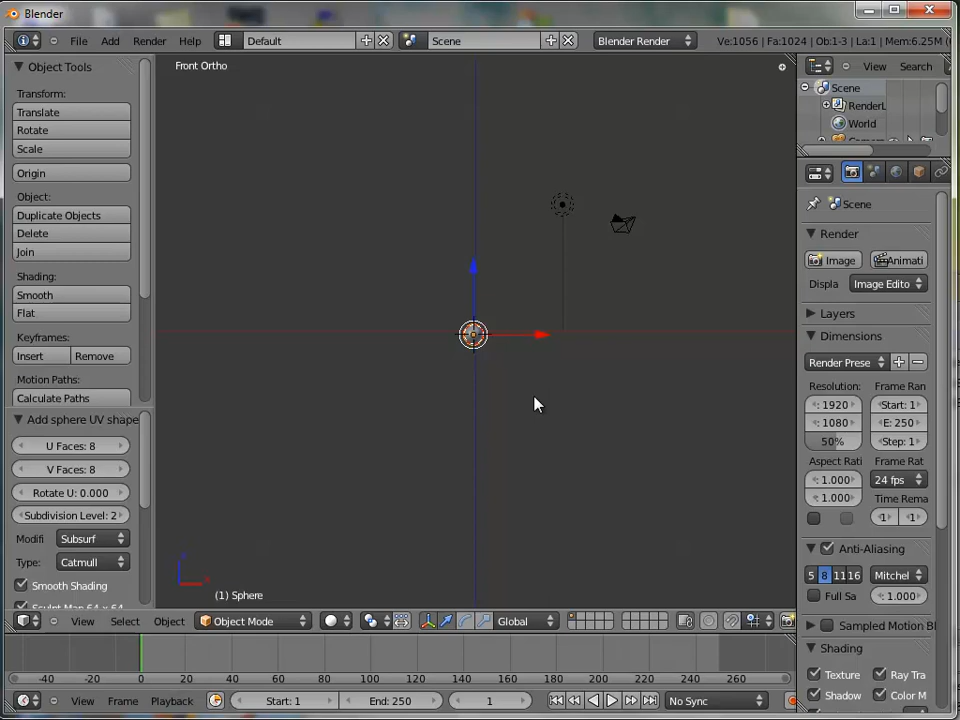 Blender
File Add Render Help Default Scene Blender Render Ve:1056 | Fa:1024 | Ob:1-3 | La:1 | Mem:6.25M
Object Tools
Transform:
Translate
Rotate
Scale
Origin
Object:
Duplicate Objects
Delete
Join
Shading:
Smooth
Flat
Keyframes:
Insert Remove
Motion Paths:
Calculate Paths
Add sphere UV shape
U Faces: 8
V Faces: 8
Rotate U: 0.000
Subdivision Level: 2
Modifi Subsurf
Type: Catmull
Smooth Shading
Sculpt Map 64 x 64
Front Ortho
(1) Sphere
View Select Object Object Mode Global
-40 -20 0 20 40 60 80 100 120 140 160 180 200 220 240 260
View Frame Playback Start: 1 End: 250 1 No Sync
View Search
Scene
RenderL
World
Scene
Render
Image Animati
Displa Image Edito
Layers
Dimensions
Render Prese
Resolution: Frame Ran
: 1920 Start: 1
: 1080 E: 250
50% Step: 1
Aspect Rati Frame Rat
: 1.000 24 fps
: 1.000 Time Rema
1 1
Anti-Aliasing
5 8 11 16 Mitchel
Full Sa : 1.000
Sampled Motion Bl
Shading
Texture Ray Tra
Shadow Color M